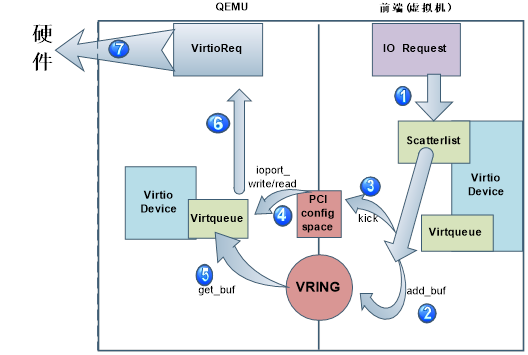 QEMU
前端(虚拟机)
硬
件
7
VirtioReq
IO Request
1
6
Scatterlist
ioport_
write/read
3
Virtio
Device
Virtio
Device
PCI
config
space
4
kick
Virtqueue
Virtqueue
5
get_buf
VRING
add_buf
2